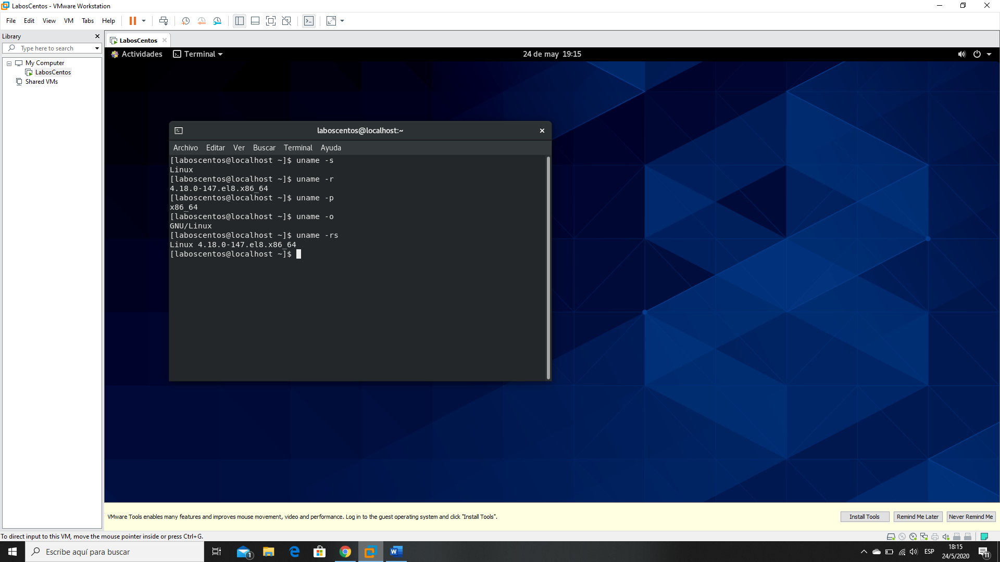 LabosCentos - VMware Workstation
File Edit View VM Tabs Help
Library
Type here to search
My Computer
LabosCentos
Shared VMs
LabosCentos
Actividades Terminal 24 de may 19:15
laboscentos@localhost:~
Archivo Editar Ver Buscar Terminal Ayuda
[laboscentos@localhost ~]$ uname -s
Linux
[laboscentos@localhost ~]$ uname -r
4.18.0-147.el8.x86_64
[laboscentos@localhost ~]$ uname -p
x86_64
[laboscentos@localhost ~]$ uname -o
GNU/Linux
[laboscentos@localhost ~]$ uname -rs
Linux 4.18.0-147.el8.x86_64
[laboscentos@localhost ~]$
VMware Tools enables many features and improves mouse movement, video and performance. Log in to the guest operating system and click "Install Tools".
Install Tools Remind Me Later Never Remind Me
To direct input to this VM, move the mouse pointer inside or press Ctrl+G.
Escribe aquí para buscar
1
W
ESP
18:15
24/5/2020
11